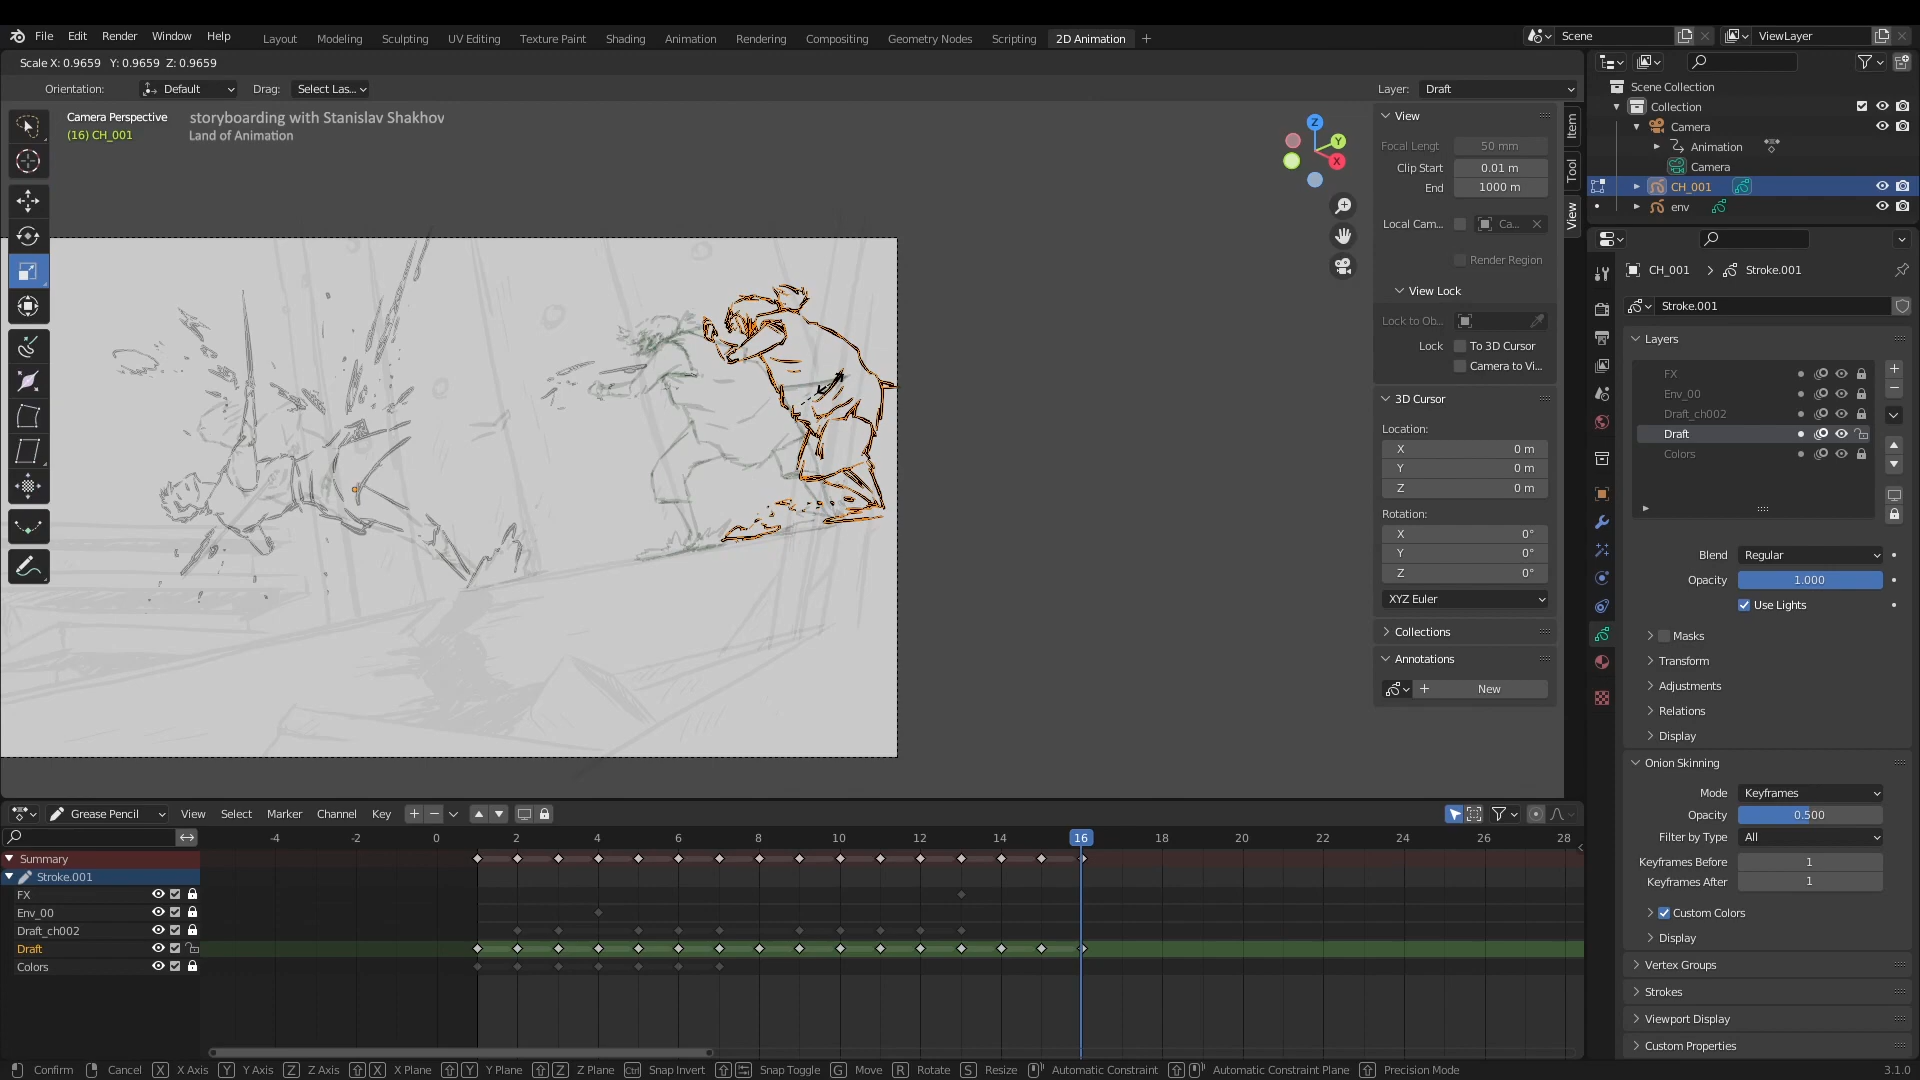 File Edit Render Window Help Layout Modeling Sculpting UV Editing Texture Paint Shading Animation Rendering Compositing Geometry Nodes Scripting 2D Animation + Scene ViewLayer
Scale X: 0.9659 Y: 0.9659 Z: 0.9659
Orientation: Default Drag: Select Las... Layer: Draft
Camera Perspective
(16) CH_001
storyboarding with Stanislav Shakhov
Land of Animation
Z
Y
X
View
Focal Lengt 50 mm
Clip Start 0.01 m
End 1000 m
Local Cam... Ca...
Render Region
View Lock
Lock to Ob...
Lock To 3D Cursor
Camera to Vi...
3D Cursor
Location:
X 0 m
Y 0 m
Z 0 m
Rotation:
X 0°
Y 0°
Z 0°
XYZ Euler
Collections
Annotations
New
Item
Tool
View
Scene Collection
Collection
Camera
Animation
Camera
CH_001
env
CH_001 Stroke.001
Stroke.001
Layers
FX
Env_00
Draft_ch002
Draft
Colors
Blend Regular
Opacity 1.000
Use Lights
Masks
Transform
Adjustments
Relations
Display
Onion Skinning
Mode Keyframes
Opacity 0.500
Filter by Type All
Keyframes Before 1
Keyframes After 1
Custom Colors
Display
Vertex Groups
Strokes
Viewport Display
Custom Properties
Grease Pencil View Select Marker Channel Key
-4 -2 0 2 4 6 8 10 12 14 16 18 20 22 24 26 28
Summary
Stroke.001
FX
Env_00
Draft_ch002
Draft
Colors
Confirm Cancel X X Axis Y Y Axis Z Z Axis X X Plane Y Y Plane Z Z Plane Ctrl Snap Invert Snap Toggle G Move R Rotate S Resize Automatic Constraint Automatic Constraint Plane Precision Mode 3.1.0